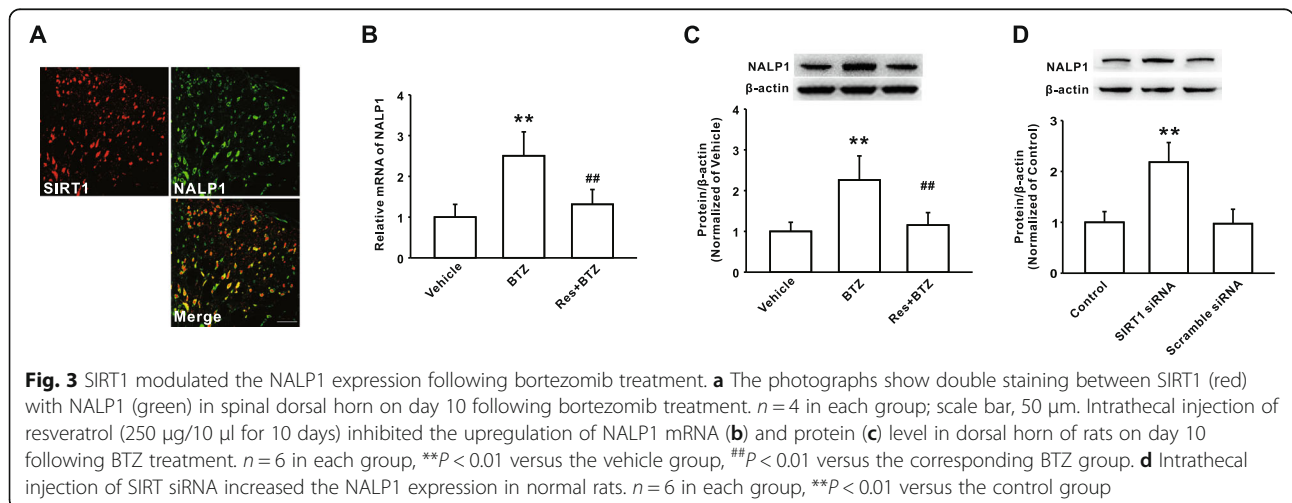 A
SIRT1
NALP1
Merge
B
Relative mRNA of NALP1
4
3
2
1
0
**
##
Vehicle
BTZ
Res+BTZ
C
NALP1
β-actin
Protein/β-actin
(Normalized of Vehicle)
4
3
2
1
0
**
##
Vehicle
BTZ
Res+BTZ
D
NALP1
β-actin
Protein/β-actin
(Normalized of Control)
4
3
2
1
0
**
Control
SIRT1 siRNA
Scramble siRNA
Fig. 3 SIRT1 modulated the NALP1 expression following bortezomib treatment. a The photographs show double staining between SIRT1 (red)
with NALP1 (green) in spinal dorsal horn on day 10 following bortezomib treatment. n = 4 in each group; scale bar, 50 μm. Intrathecal injection of
resveratrol (250 μg/10 μl for 10 days) inhibited the upregulation of NALP1 mRNA (b) and protein (c) level in dorsal horn of rats on day 10
following BTZ treatment. n = 6 in each group, **P < 0.01 versus the vehicle group, ##P < 0.01 versus the corresponding BTZ group. d Intrathecal
injection of SIRT siRNA increased the NALP1 expression in normal rats. n = 6 in each group, **P < 0.01 versus the control group